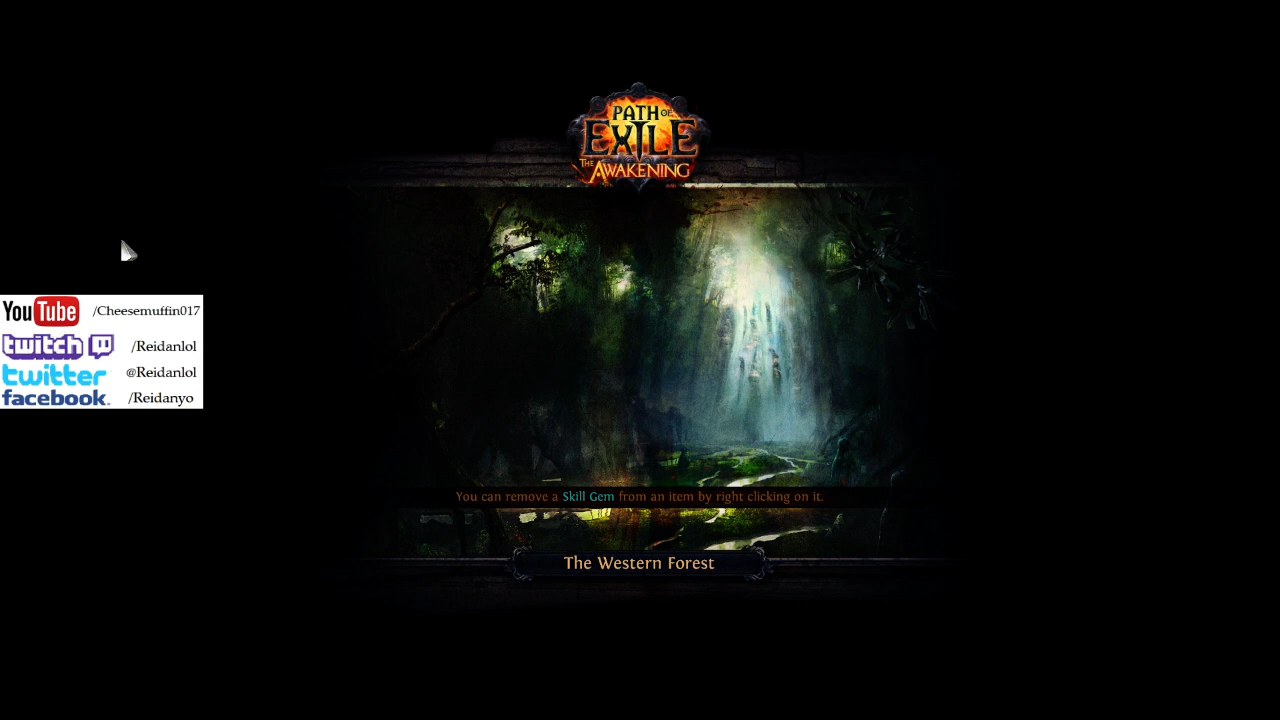 PATH OF
EXILE
THE
AWAKENING
YouTube /Cheesemuffin017
twitch /Reidanlol
twitter @Reidanlol
facebook. /Reidanyo
You can remove a Skill Gem from an item by right clicking on it.
The Western Forest